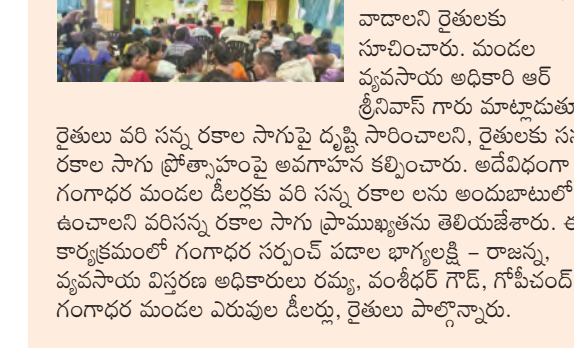 వాడాలని రైతులకు
సూచించారు. మండల
వ్యవసాయ అధికారి ఆర్
శ్రీనివాస్ గారు మాట్లాడుతూ
రైతులు వరి సన్న రకాల సాగుపై దృష్టి సారించాలని, రైతులకు
రకాల సాగు ప్రోత్సాహంపై అవగాహన కల్పించారు. అదేవిధంగా
గంగాధర మండల డీలర్లకు వరి సన్న రకాల లను అందుబాటులో
ఉంచాలని వరిసన్న రకాల సాగు ప్రాముఖ్యతను తెలియజేశారు. ఈ
కార్యక్రమంలో గంగాధర సర్పంచ్ పడాల భాగ్యలక్ష్మి – రాజన్న,
వ్యవసాయ విస్తరణ అధికారులు రమ్య, వంశీధర్ గౌడ్, గోపీచంద్
గంగాధర మండల ఎరువుల డీలర్లు, రైతులు పాల్గొన్నారు.